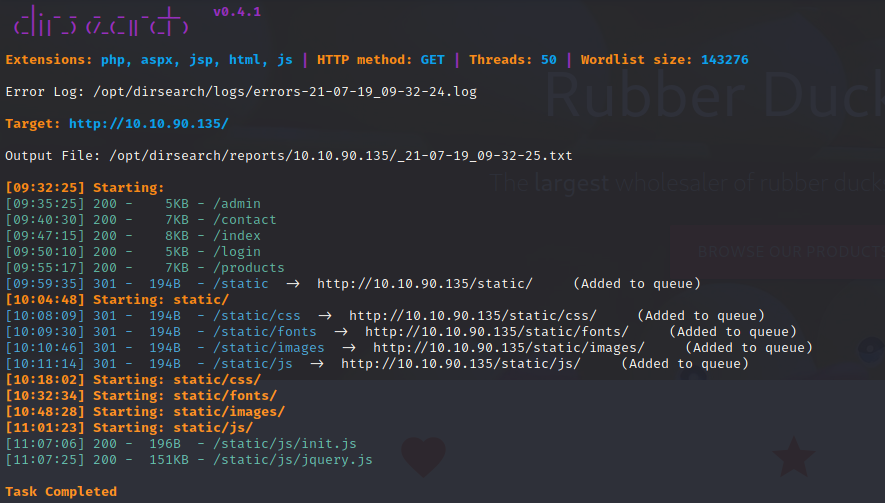 v0.4.1
Extensions: php, aspx, jsp, html, js | HTTP method: GET | Threads: 50 | Wordlist size: 143276
Error Log: /opt/dirsearch/logs/errors-21-07-19_09-32-24.log
Rubber Duck
Target: http://10.10.90.135/
Output File: /opt/dirsearch/reports/10.10.90.135/_21-07-19_09-32-25.txt
The largest wholesaler of rubber duck
[09:32:25] Starting:
[09:35:25] 200 -    5KB - /admin
[09:40:30] 200 -    7KB - /contact
[09:47:15] 200 -    8KB - /index
[09:50:10] 200 -    5KB - /login
BROWSE OUR PRODUCT
[09:55:17] 200 -    7KB - /products
[09:59:35] 301 -  194B  - /static  ->  http://10.10.90.135/static/     (Added to queue)
[10:04:48] Starting: static/
[10:08:09] 301 -  194B  - /static/css  ->  http://10.10.90.135/static/css/     (Added to queue)
[10:09:30] 301 -  194B  - /static/fonts  ->  http://10.10.90.135/static/fonts/     (Added to queue)
[10:10:46] 301 -  194B  - /static/images  ->  http://10.10.90.135/static/images/     (Added to queue)
[10:11:14] 301 -  194B  - /static/js  ->  http://10.10.90.135/static/js/     (Added to queue)
[10:18:02] Starting: static/css/
[10:32:34] Starting: static/fonts/
[10:48:28] Starting: static/images/
[11:01:23] Starting: static/js/
[11:07:06] 200 -  196B  - /static/js/init.js
[11:07:25] 200 -  151KB - /static/js/jquery.js
Task Completed